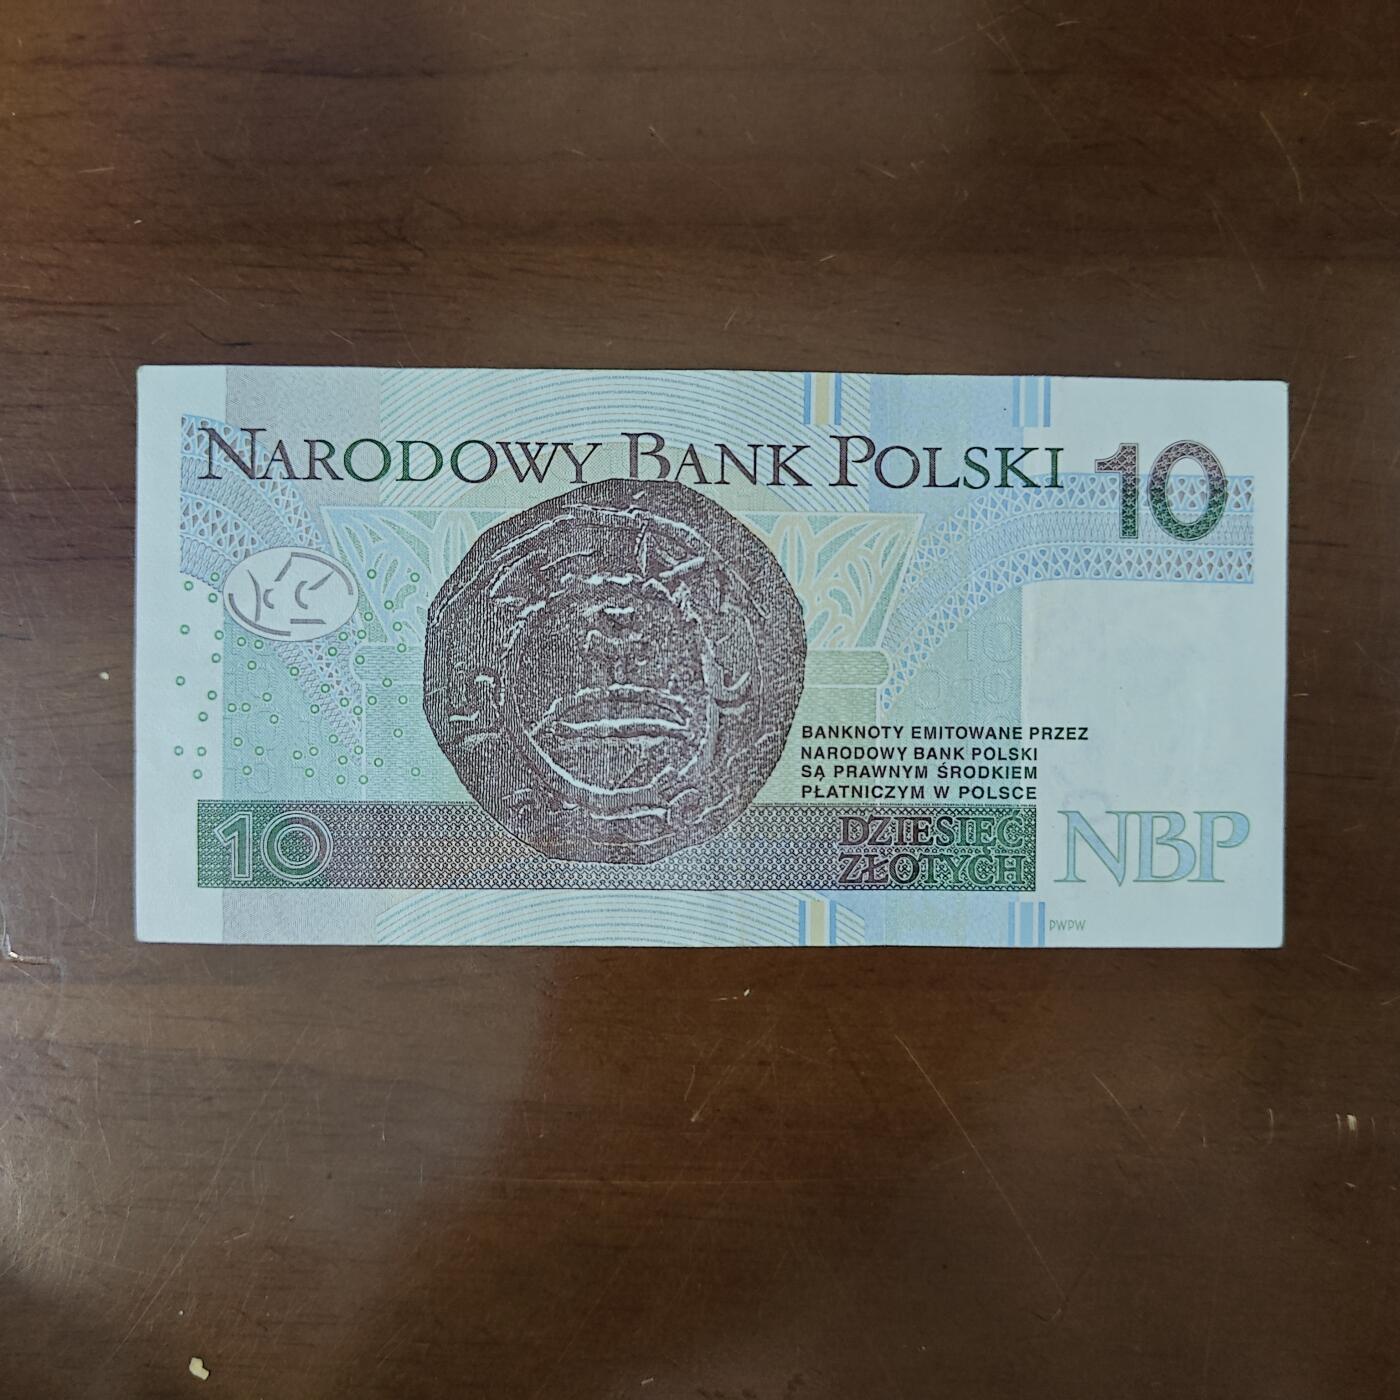 NARODOWY BANK POLSKI 10
BANKNOTY EMITOWANE PRZEZ
NARODOWY BANK POLSKI
SĄ PRAWNYM ŚRODKIEM
PŁATNICZYM W POLSCE
10 DZIESIĘĆ
ZŁOTYCH
NBP
PWPW